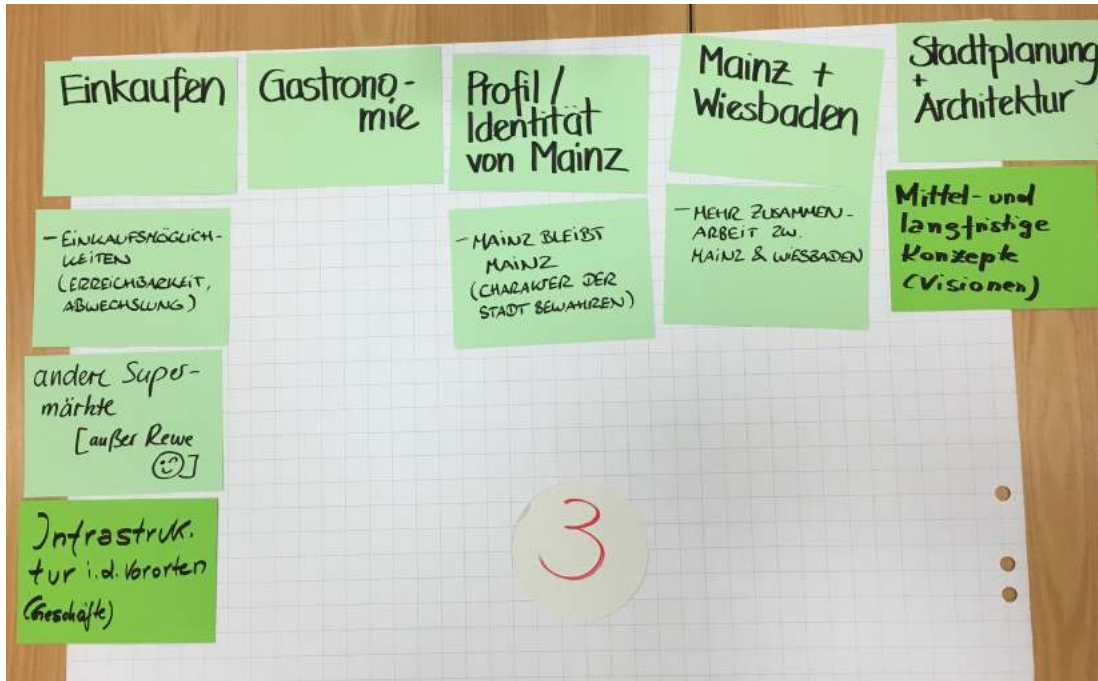 Einkaufen
- EINKAUFSMÖGLICH-
KEITEN
(ERREICHBARKEIT,
ABWECHSLUNG)
andere Super-
märkte
[außer Rewe
]
Infrastruk.
tur i.d. Vororten
(Geschäfte)
Gastrono-
mie
Profil /
Identität
von Mainz
- MAINZ BLEIBT
MAINZ
(CHARAKTER DER
STADT BEWAHREN)
Mainz +
Wiesbaden
- MEHR ZUSAMMEN-
ARBEIT ZW.
MAINZ & WIESBADEN
Stadtplanung
+
Architektur
Mittel- und
langfristige
Konzepte
(Visionen)
3